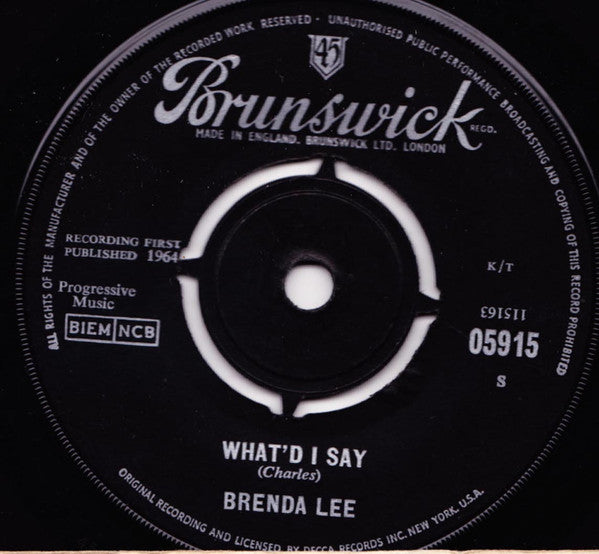 ALL RIGHTS OF THE MANUFACTURER AND OF THE OWNER OF THE RECORDED WORK RESERVED - UNAUTHORISED PUBLIC PERFORMANCE BROADCASTING AND COPYING OF THIS RECORD PROHIBITED
45
Brunswick REGD.
MADE IN ENGLAND. BRUNSWICK LTD. LONDON
RECORDING FIRST
PUBLISHED 1964
Progressive
Music
BIEM NCB
K/T
115163
05915
S
WHAT'D I SAY
(Charles)
BRENDA LEE
ORIGINAL RECORDING AND LICENSED BY DECCA RECORDS INC. NEW YORK, U.S.A.